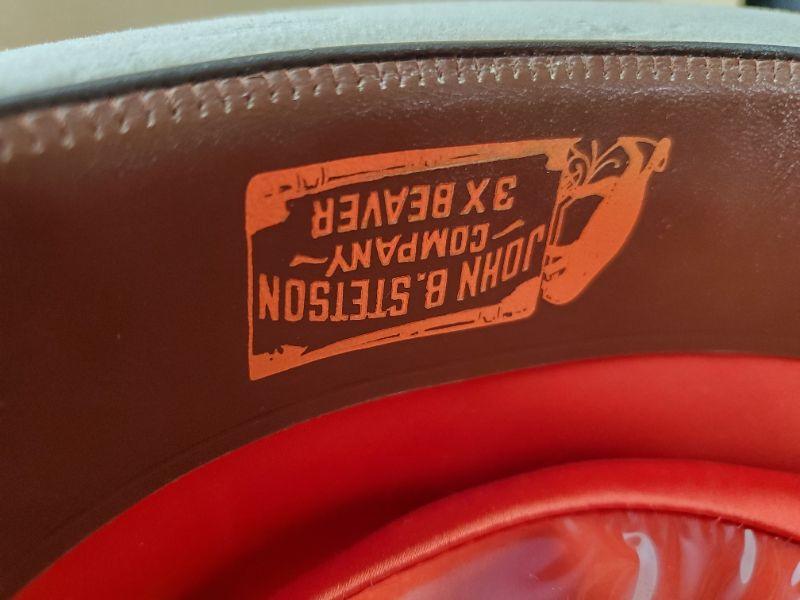 JOHN B. STETSON
COMPANY
3X BEAVER